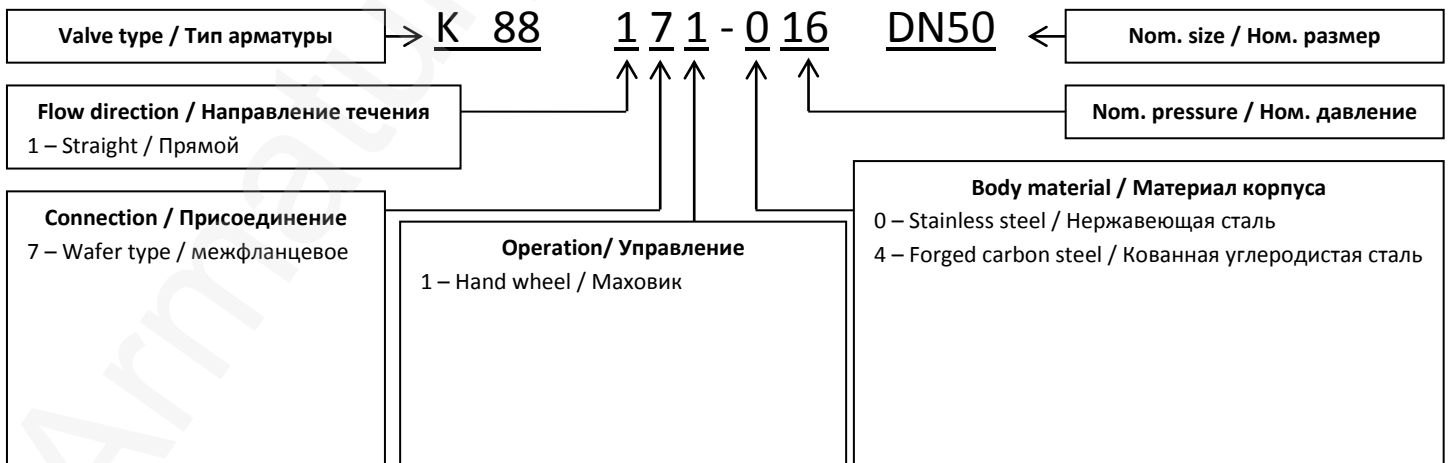 Valve type / Тип арматуры
K 88 1 7 1 - 0 16 DN50
Nom. size / Ном. размер
Flow direction / Направление течения
1 – Straight / Прямой
Nom. pressure / Ном. давление
Connection / Присоединение
7 – Wafer type / межфланцевое
Operation/ Управление
1 – Hand wheel / Маховик
Body material / Материал корпуса
0 – Stainless steel / Нержавеющая сталь
4 – Forged carbon steel / Кованная углеродистая сталь
Armatu